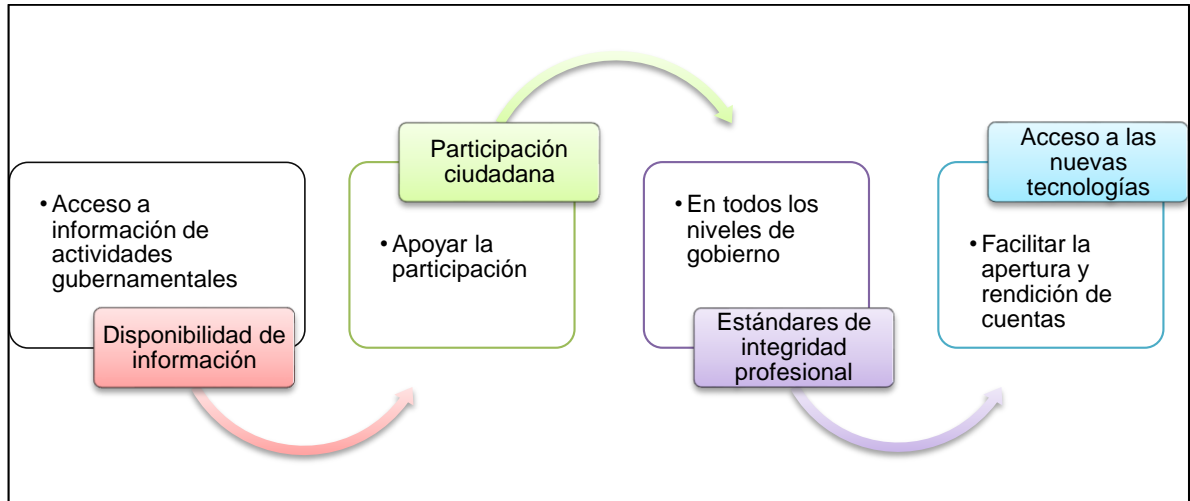 • Acceso a
información de
actividades
gubernamentales
Disponibilidad de
información
Participación
ciudadana
• Apoyar la
participación
• En todos los
niveles de
gobierno
Estándares de
integridad
profesional
Acceso a las
nuevas
tecnologías
• Facilitar la
apertura y
rendición de
cuentas